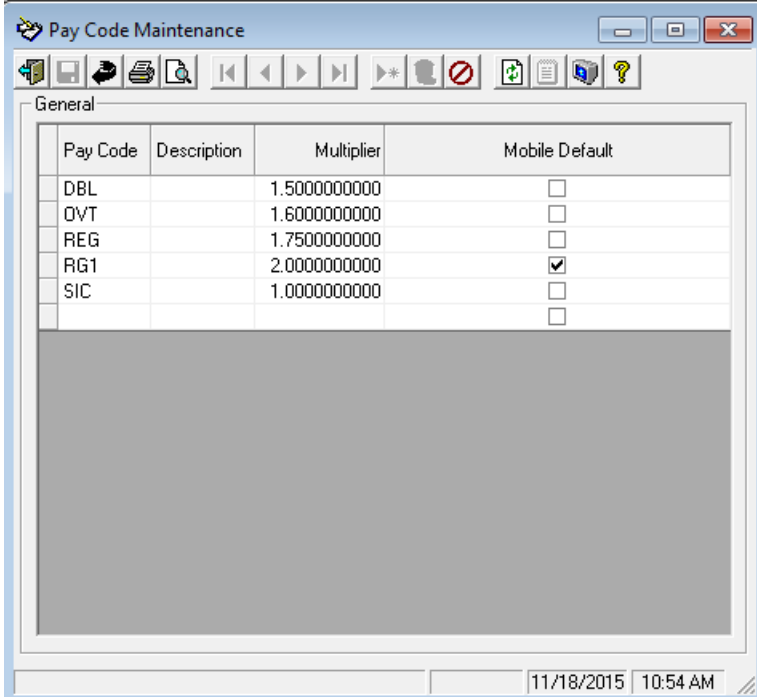 Pay Code Maintenance
General
Pay Code Description Multiplier Mobile Default
DBL 1.5000000000
OVT 1.6000000000
REG 1.7500000000
RG1 2.0000000000
SIC 1.0000000000
11/18/2015 10:54 AM